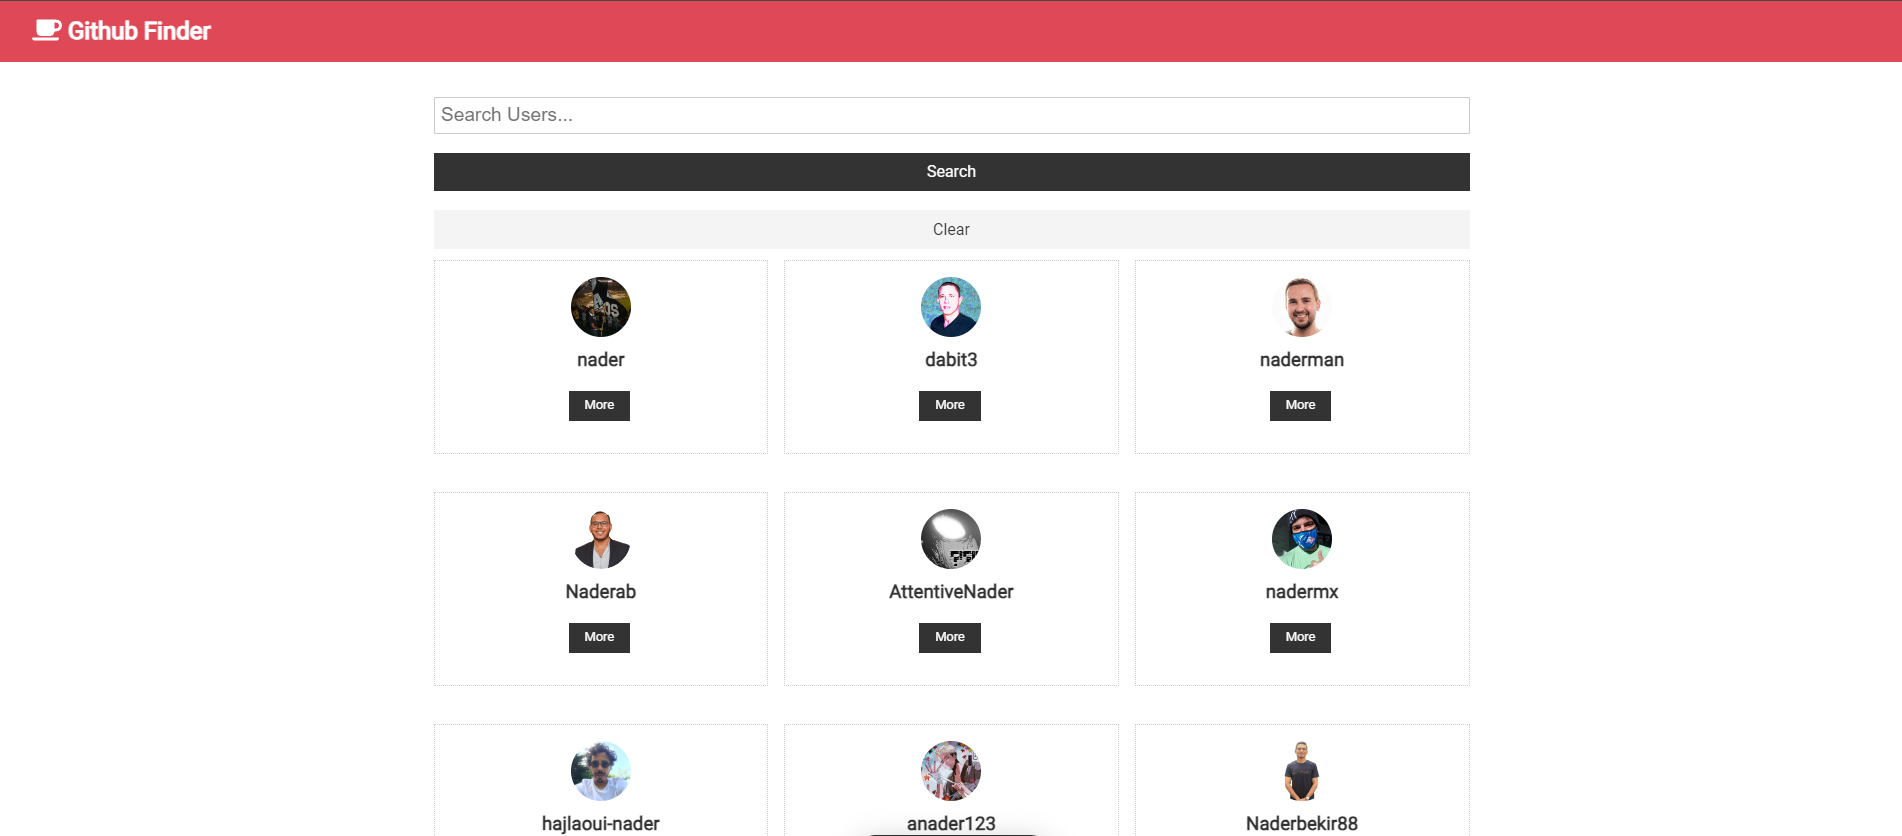 Github Finder
Search Users...
Search
Clear
nader
dabit3
naderman
More
More
More
Naderab
AttentiveNader
nadermx
More
More
More
hajlaoui-nader
anader123
Naderbekir88